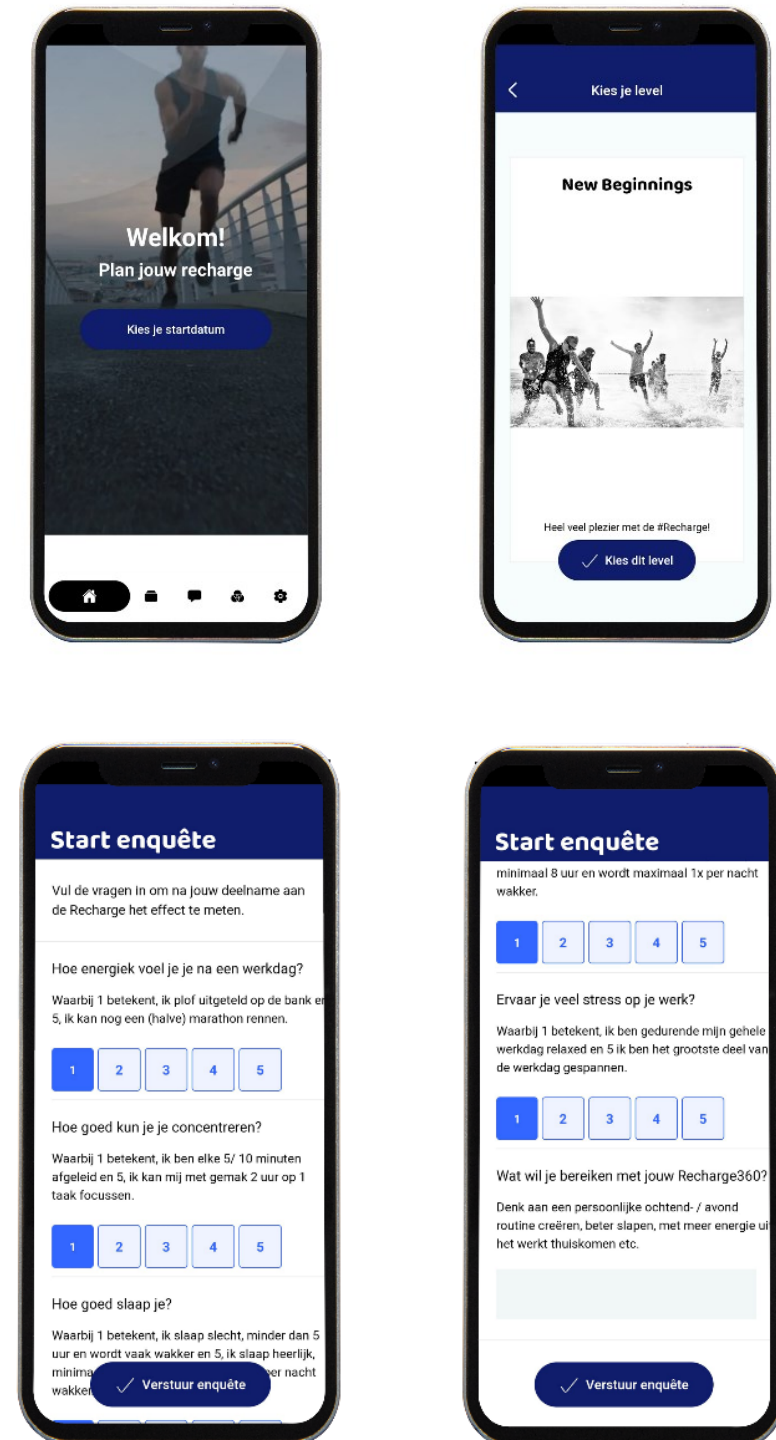 Welkom!
Plan jouw recharge
Kies je startdatum
Kies je level
New Beginnings
Heel veel plezier met de #Recharge!
Kies dit level
Start enquête
Vul de vragen in om na jouw deelname aan
de Recharge het effect te meten.
Hoe energiek voel je je na een werkdag?
Waarbij 1 betekent, ik plof uitgeteld op de bank en
5, ik kan nog een (halve) marathon rennen.
1 2 3 4 5
Hoe goed kun je je concentreren?
Waarbij 1 betekent, ik ben elke 5/ 10 minuten
afgeleid en 5, ik kan mij met gemak 2 uur op 1
taak focussen.
1 2 3 4 5
Hoe goed slaap je?
Waarbij 1 betekent, ik slaap slecht, minder dan 5
uur en wordt vaak wakker en 5, ik slaap heerlijk,
per nacht
Verstuur enquête
Start enquête
minimaal 8 uur en wordt maximaal 1x per nacht
wakker.
1 2 3 4 5
Ervaar je veel stress op je werk?
Waarbij 1 betekent, ik ben gedurende mijn gehele
werkdag relaxed en 5 ik ben het grootste deel van
de werkdag gespannen.
1 2 3 4 5
Wat wil je bereiken met jouw Recharge360?
Denk aan een persoonlijke ochtend- / avond
routine creëren, beter slapen, met meer energie ui
het werkt thuiskomen etc.
Verstuur enquête